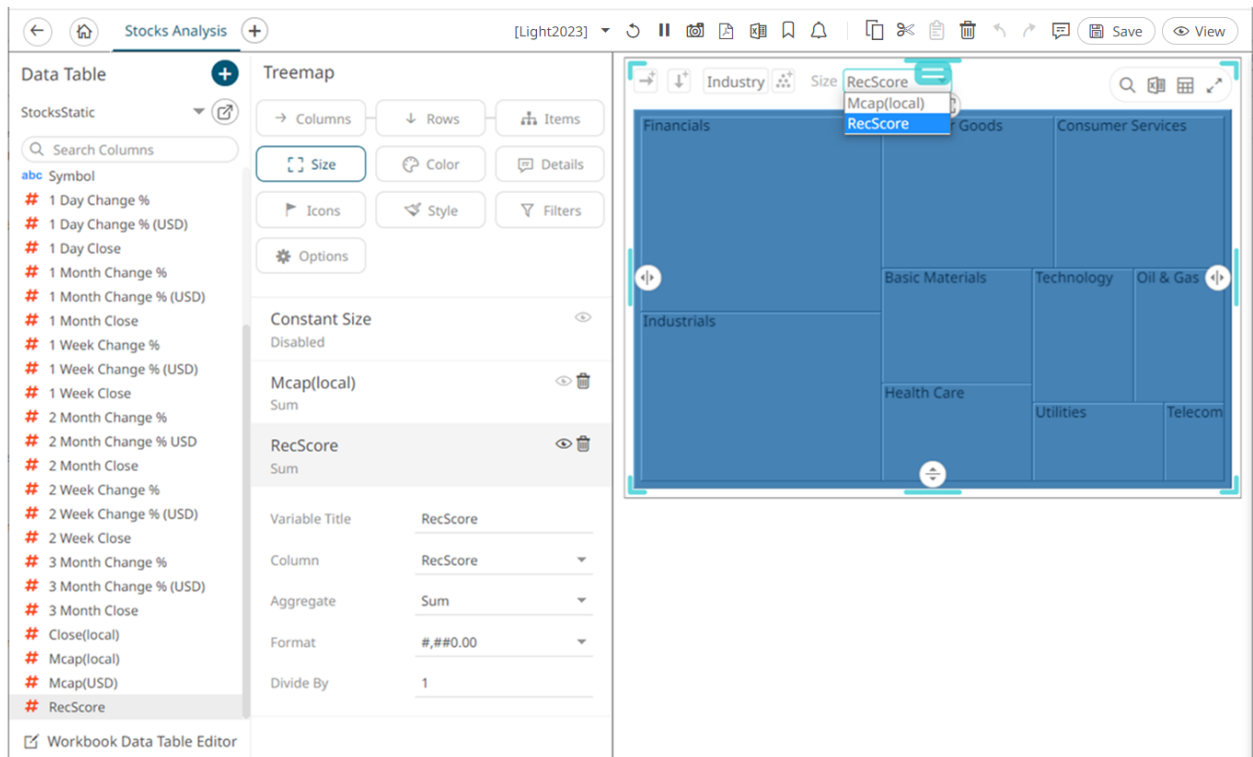 Stocks Analysis
[Light2023]
Save
View
Data Table
StocksStatic
Search Columns
abc Symbol
# 1 Day Change %
# 1 Day Change % (USD)
# 1 Day Close
# 1 Month Change %
# 1 Month Change % (USD)
# 1 Month Close
# 1 Week Change %
# 1 Week Change % (USD)
# 1 Week Close
# 2 Month Change %
# 2 Month Change % USD
# 2 Month Close
# 2 Week Change %
# 2 Week Change % (USD)
# 2 Week Close
# 3 Month Change %
# 3 Month Change % (USD)
# 3 Month Close
# Close(local)
# Mcap(local)
# Mcap(USD)
# RecScore
Workbook Data Table Editor
Treemap
Columns
Rows
Items
Size
Color
Details
Icons
Style
Filters
Options
Constant Size
Disabled
Mcap(local)
Sum
RecScore
Sum
Variable Title RecScore
Column RecScore
Aggregate Sum
Format #,##0.00
Divide By 1
Industry
Size RecScore
Mcap(local)
RecScore
Financials
r Goods
Consumer Services
Basic Materials
Technology
Oil & Gas
Industrials
Health Care
Utilities
Telecom